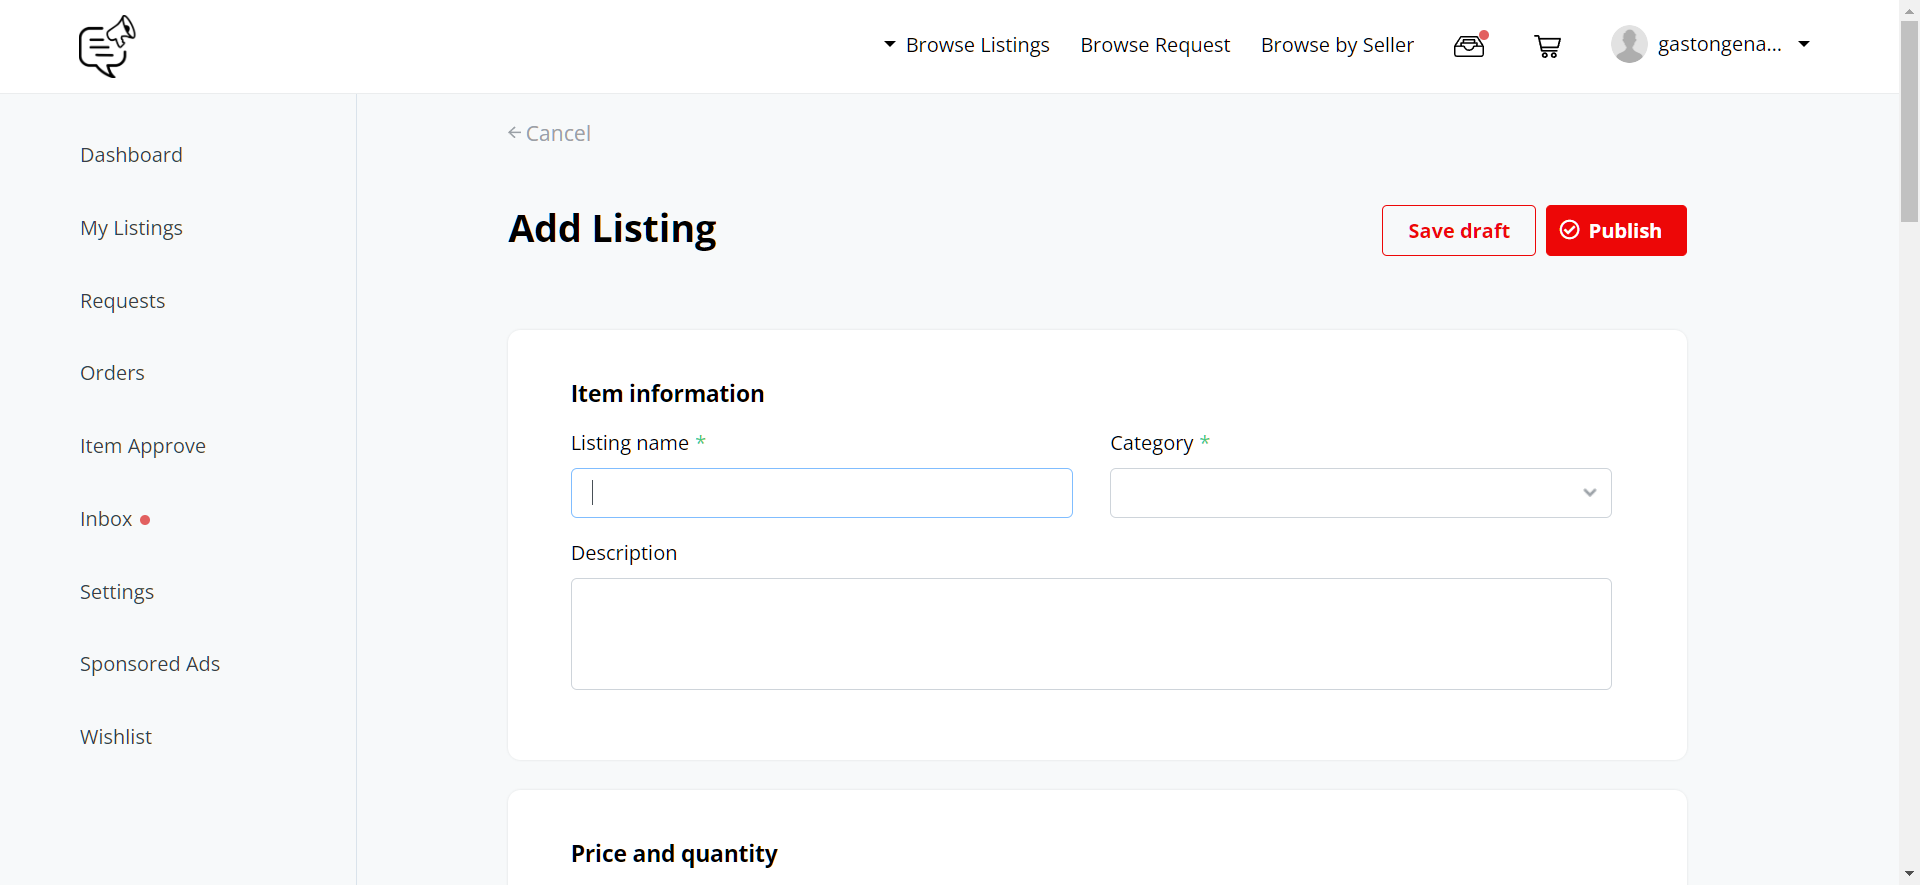 Browse Listings Browse Request Browse by Seller gastongena...
Dashboard
My Listings
Requests
Orders
Item Approve
Inbox
Settings
Sponsored Ads
Wishlist
Cancel
Add Listing
Save draft Publish
Item information
Listing name * Category *
Description
Price and quantity